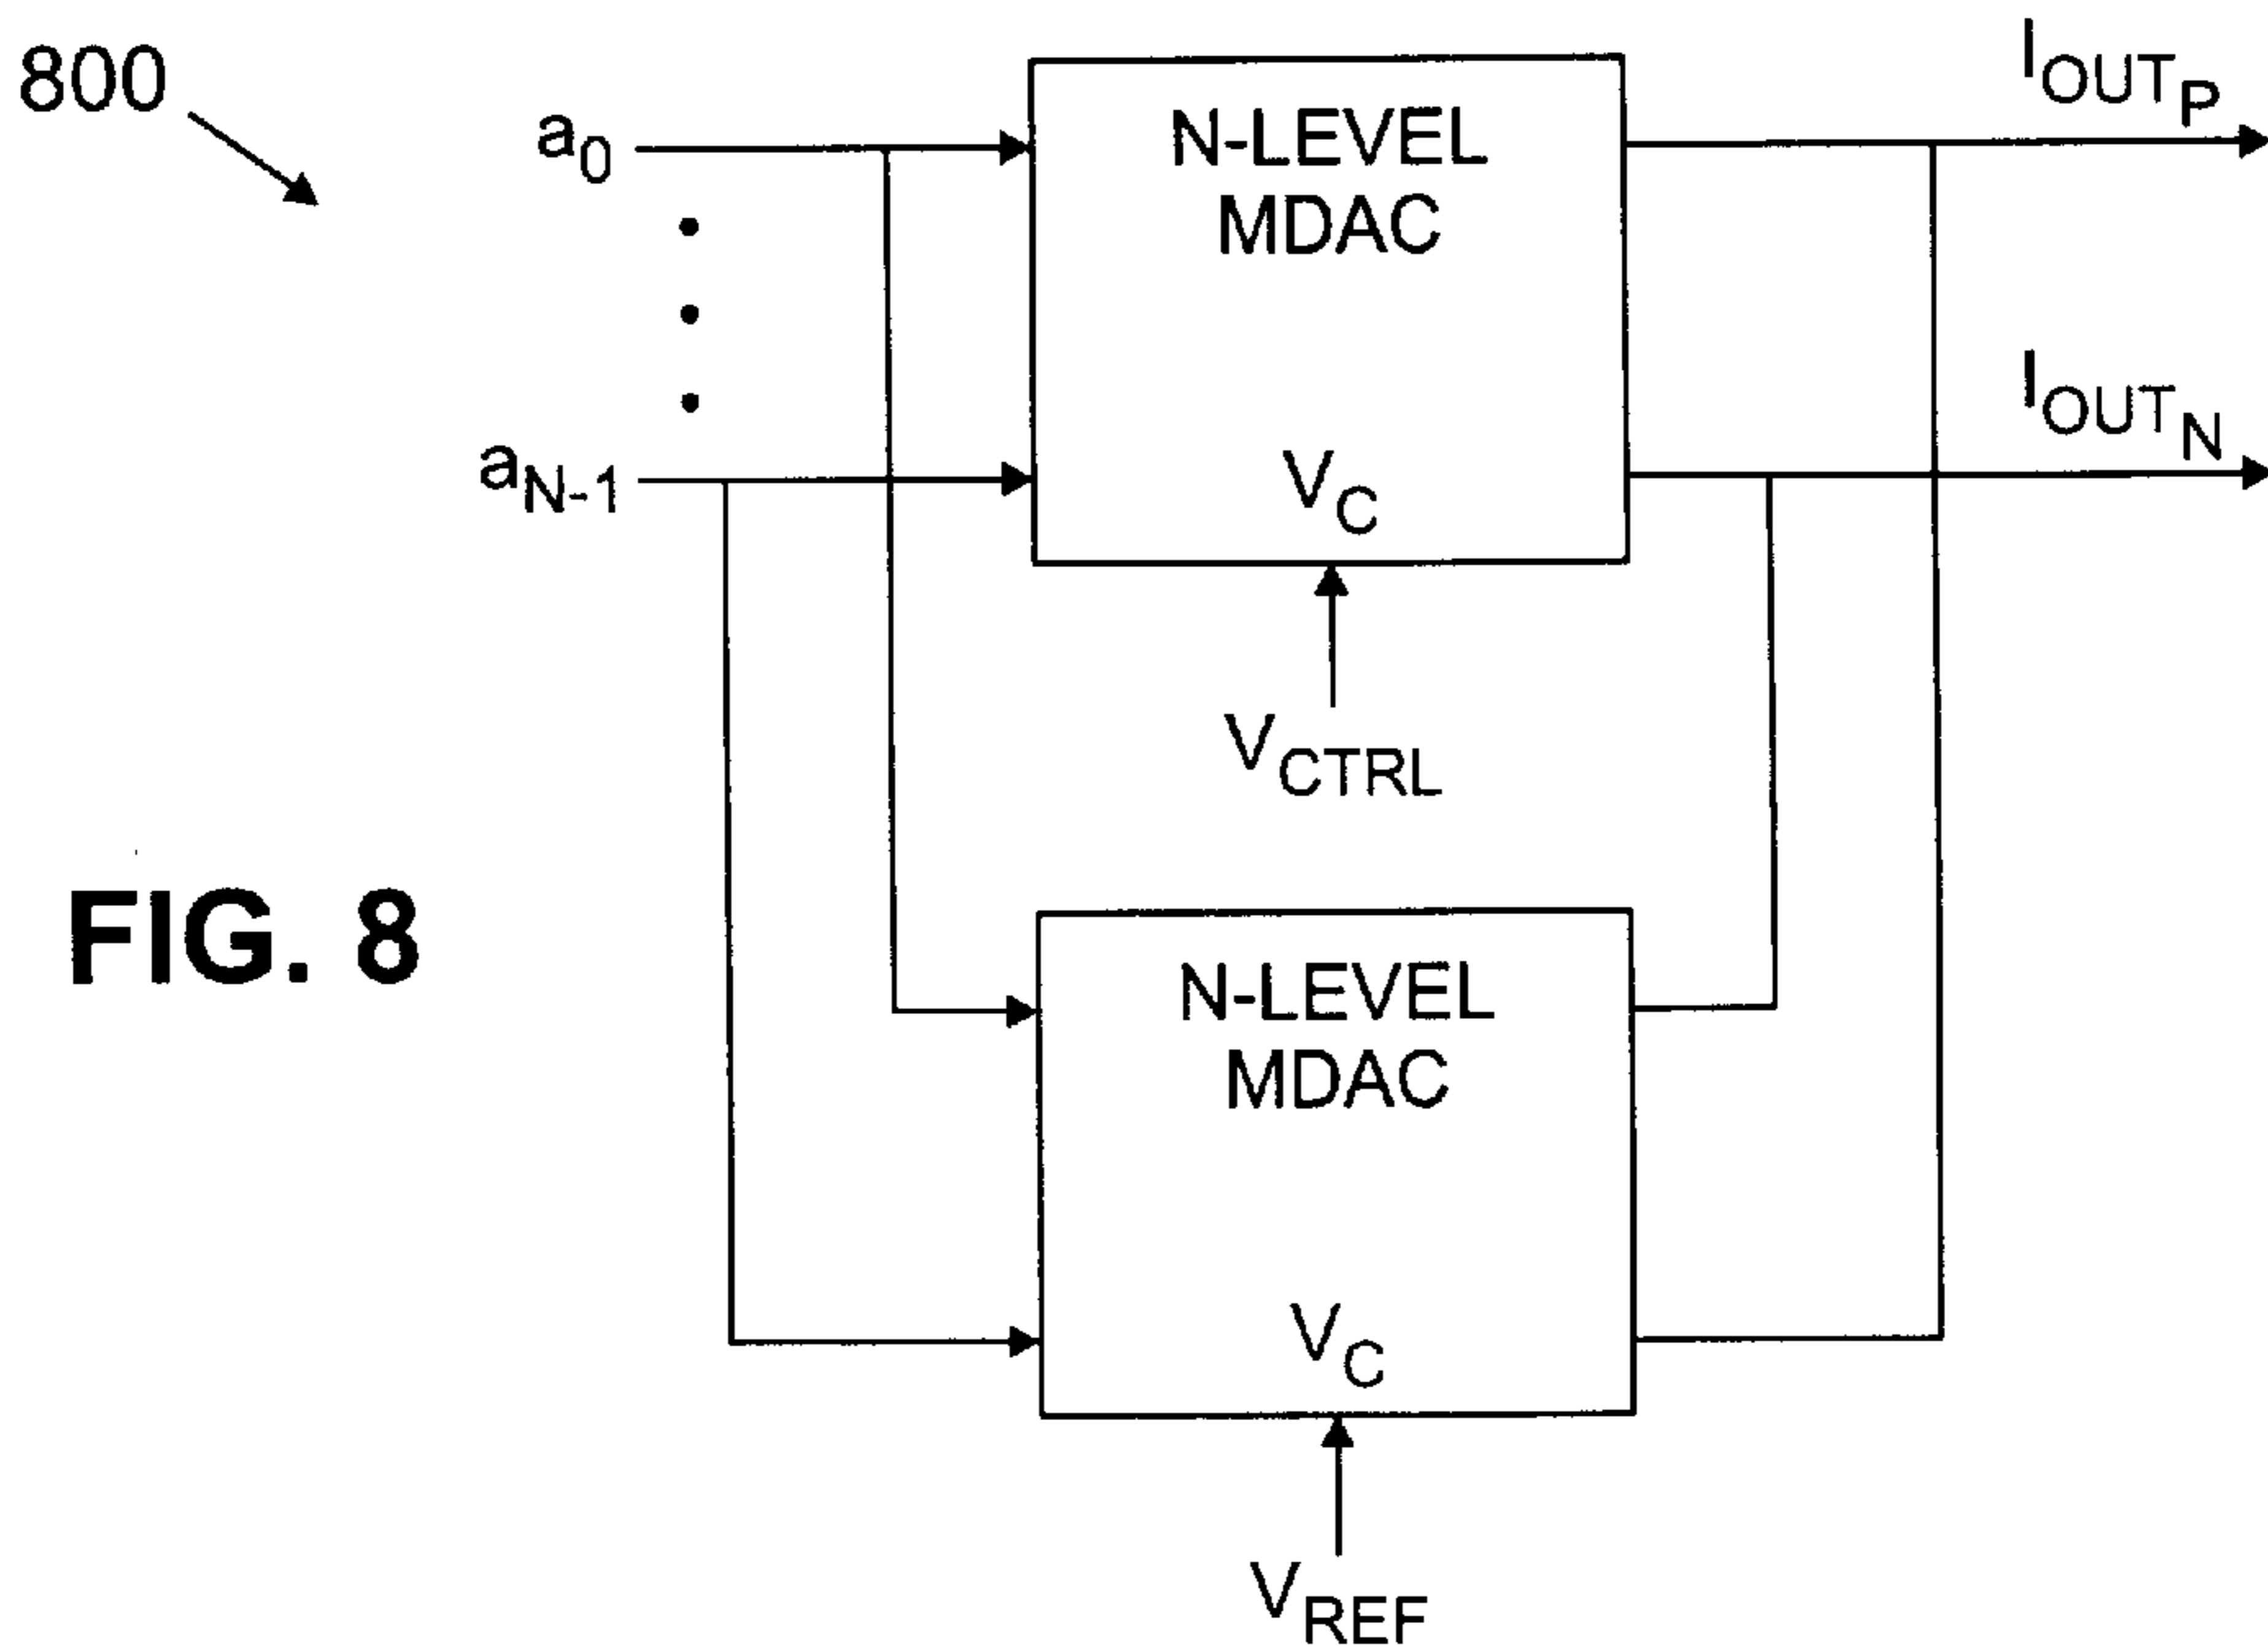 800
a0
aN-1
N-LEVEL
MDAC
VC
VCTRL
IOUTP
IOUTN
FIG. 8
N-LEVEL
MDAC
VC
VREF